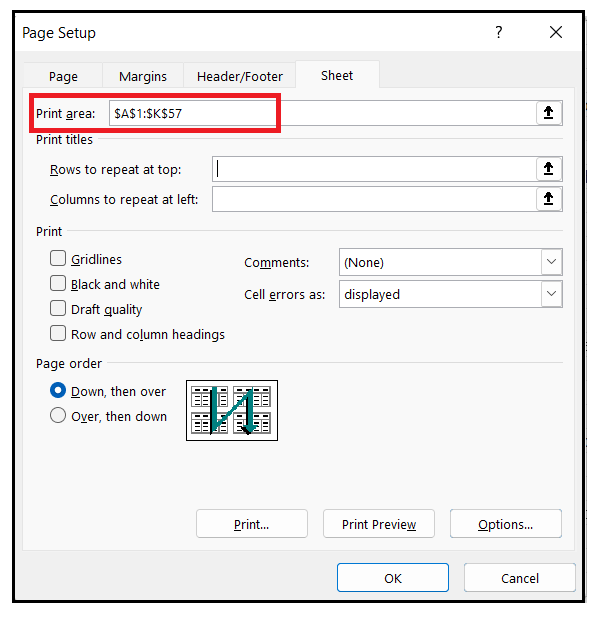 Page Setup ? ×
Page Margins Header/Footer Sheet
Print area: $A$1:$K$57
Print titles
Rows to repeat at top:
Columns to repeat at left:
Print
Gridlines
Black and white
Draft quality
Row and column headings
Comments: (None)
Cell errors as: displayed
Page order
Down, then over
Over, then down
Print... Print Preview Options...
OK Cancel